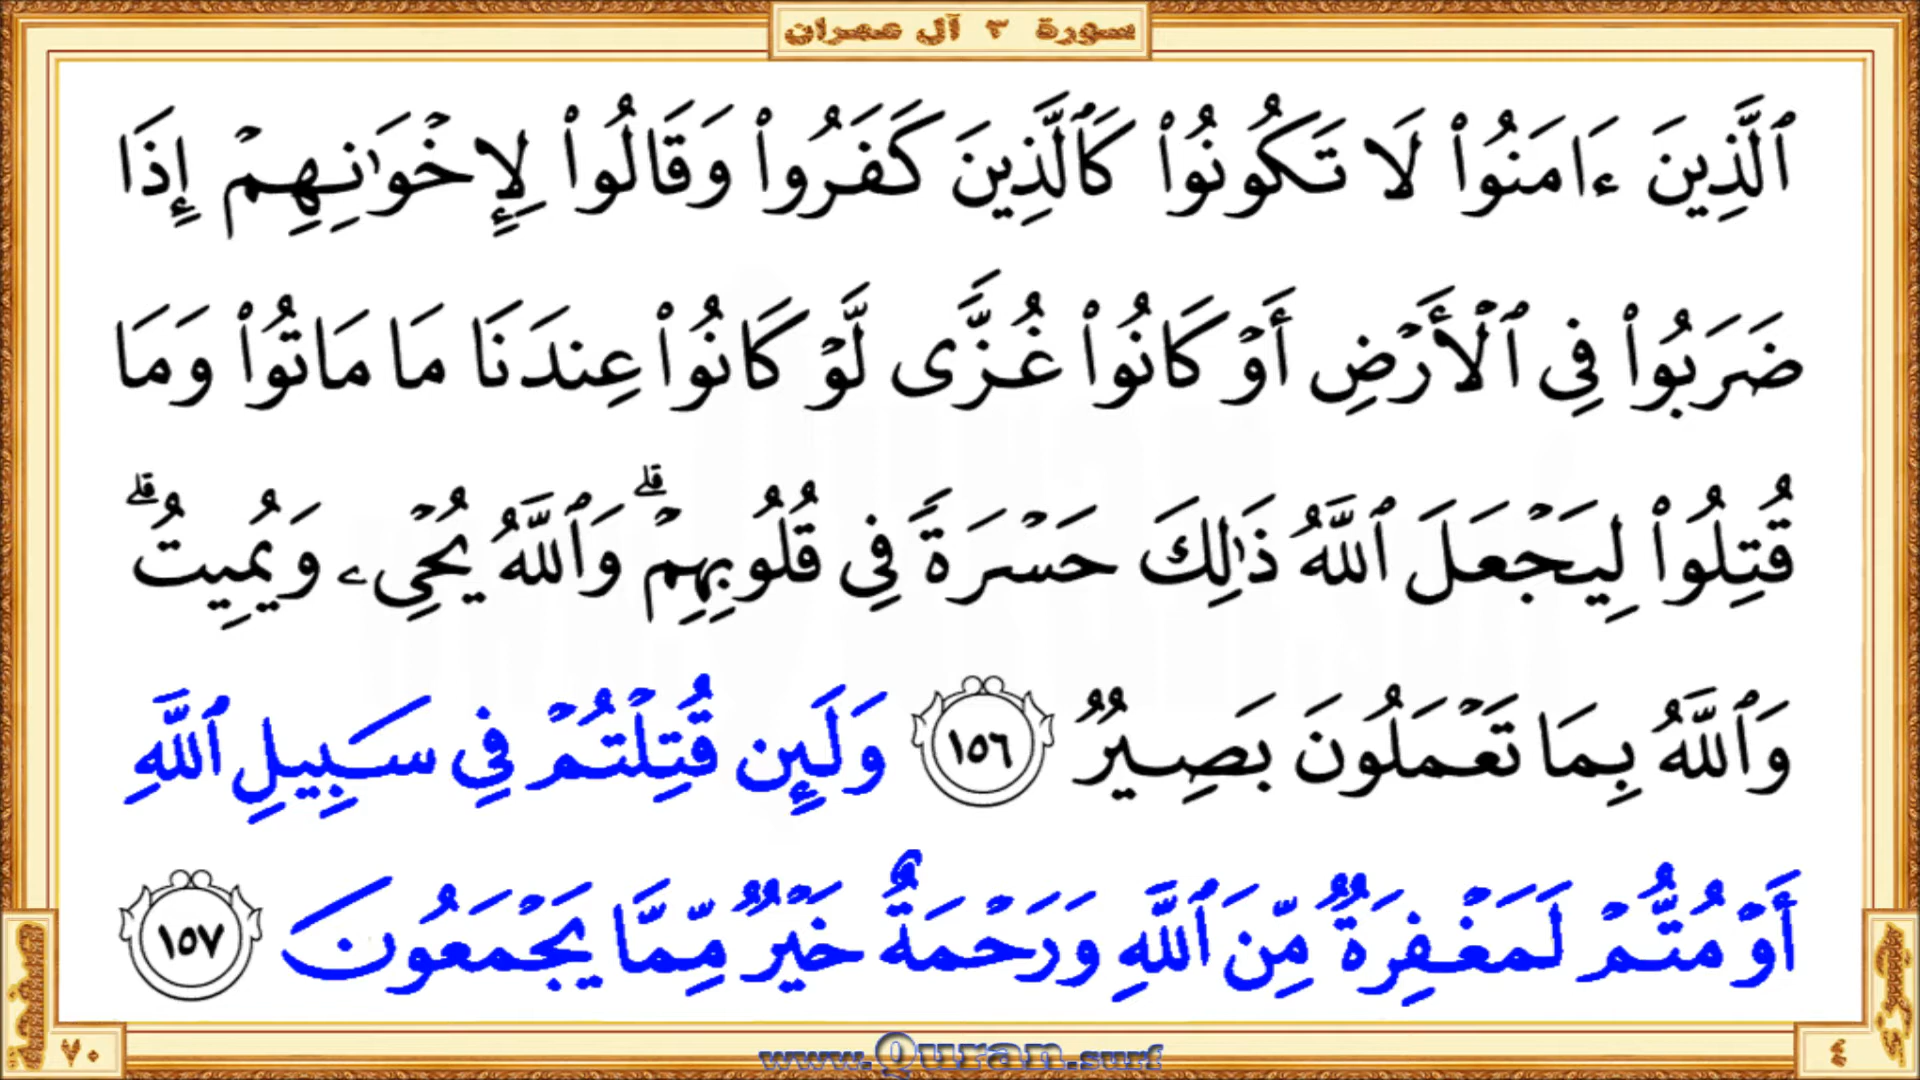 سورة ٣ آل عمران
ٱلَّذِينَ ءَامَنُوا۟ لَا تَكُونُوا۟ كَٱلَّذِينَ كَفَرُوا۟ وَقَالُوا۟ لِإِخْوَٰنِهِمْ إِذَا
ضَرَبُوا۟ فِى ٱلْأَرْضِ أَوْ كَانُوا۟ غُزًّى لَّوْ كَانُوا۟ عِندَنَا مَا مَاتُوا۟ وَمَا
قُتِلُوا۟ لِيَجْعَلَ ٱللَّهُ ذَٰلِكَ حَسْرَةً فِى قُلُوبِهِمْ ۗ وَٱللَّهُ يُحْىِۦ وَيُمِيتُ ۗ
وَٱللَّهُ بِمَا تَعْمَلُونَ بَصِيرٌ ١٥٦ وَلَئِن قُتِلْتُمْ فِى سَبِيلِ ٱللَّهِ
أَوْ مُتُّمْ لَمَغْفِرَةٌ مِّنَ ٱللَّهِ وَرَحْمَةٌ خَيْرٌ مِّمَّا يَجْمَعُونَ ١٥٧
صفحة
٧٠
www.Quran.surf
٤